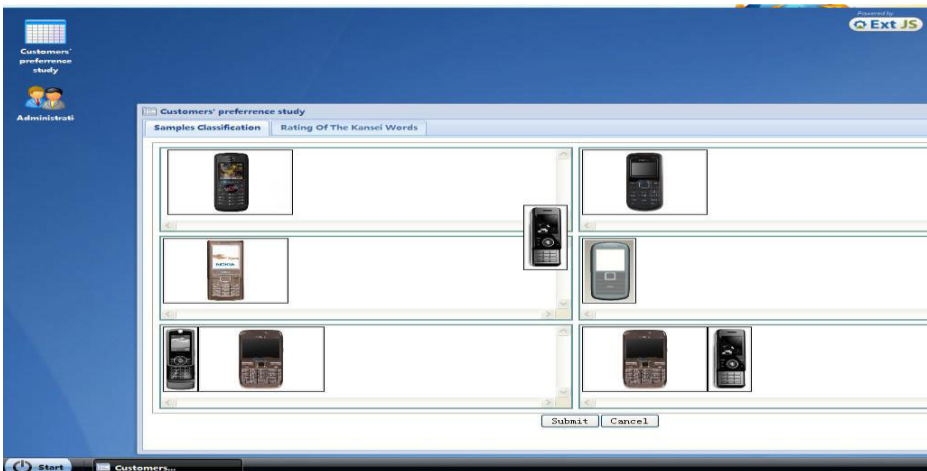 Powered by
Ext JS
Customers'
preferrence
study
Administrati
Customers' preferrence study
Samples Classification
Rating Of The Kansei Words
NOKIA
Submit
Cancel
Start
Customers...